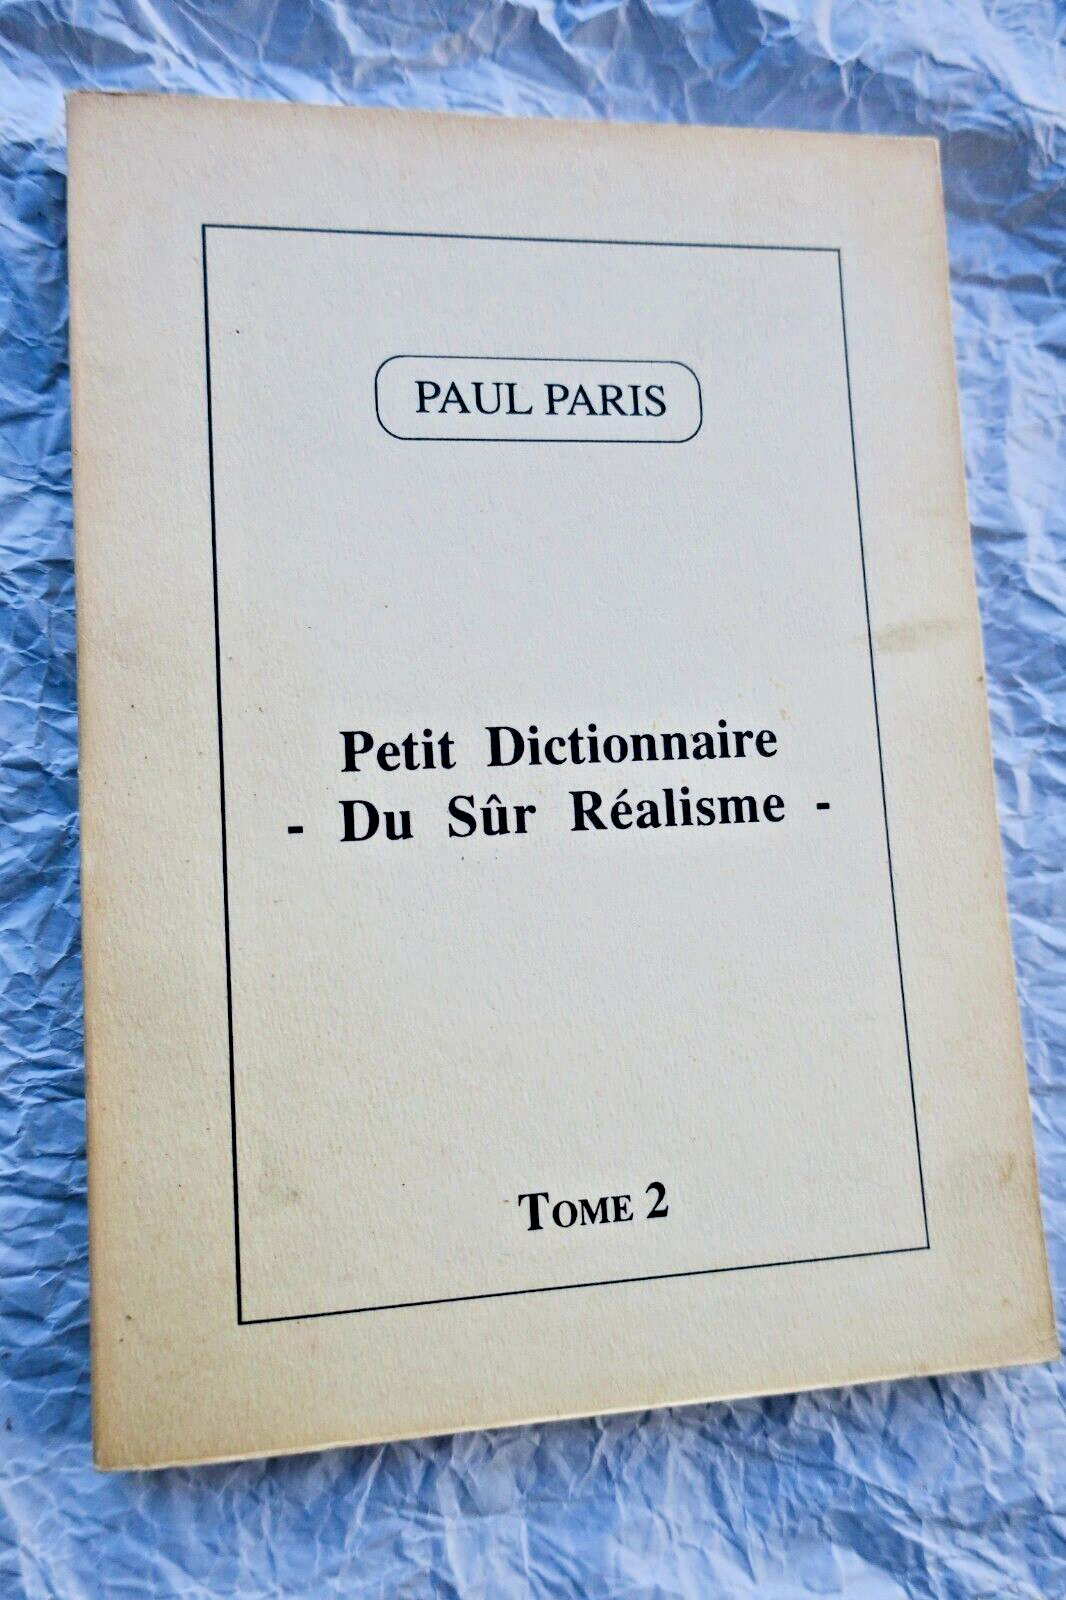 PAUL PARIS
Petit Dictionnaire
- Du Sûr Réalisme -
TOME 2